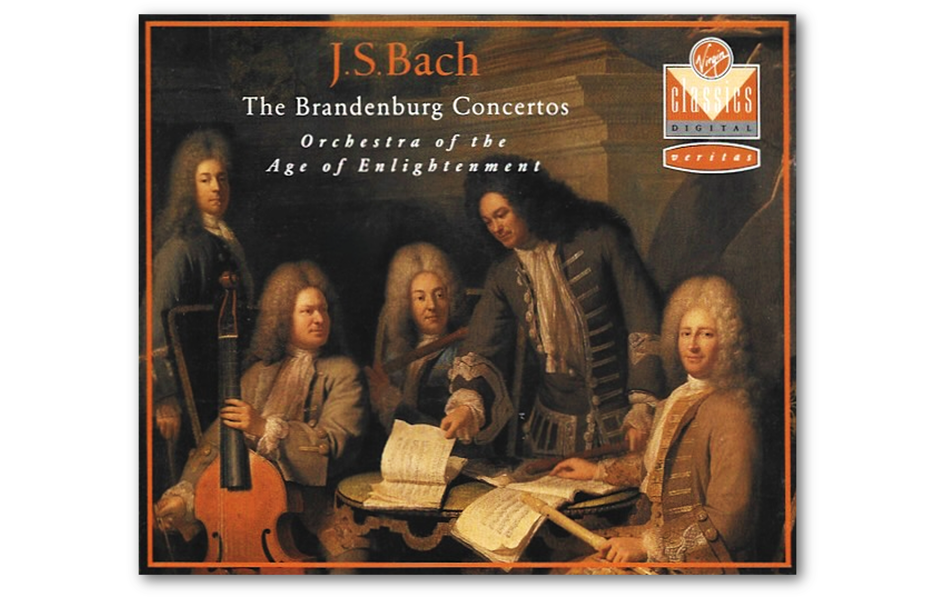 J.S.Bach
The Brandenburg Concertos
Orchestra of the
Age of Enlightenment
Virgin
classics
DIGITAL
veritas